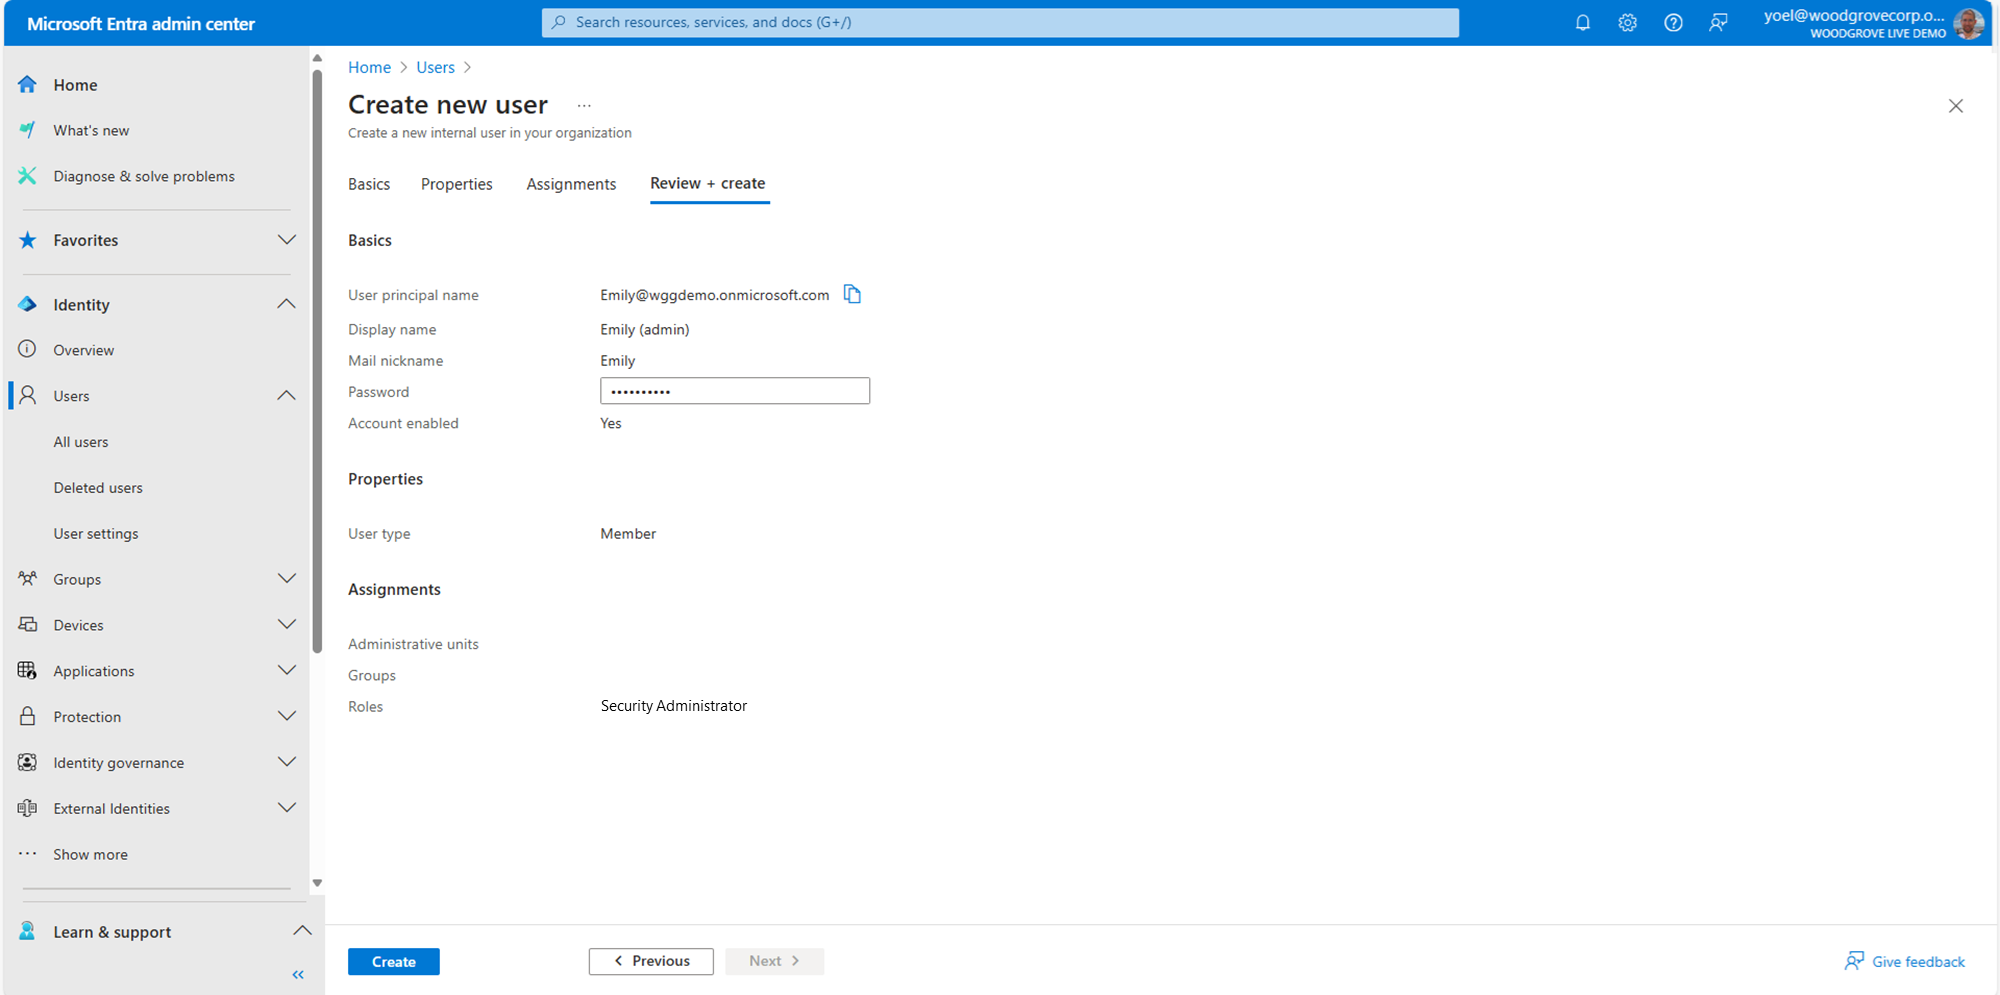 Microsoft Entra admin center
Search resources, services, and docs (G+/)
yoel@woodgrovecorp.o...
WOODGROVE LIVE DEMO
Home
What's new
Diagnose & solve problems
Favorites
Identity
Overview
Users
All users
Deleted users
User settings
Groups
Devices
Applications
Protection
Identity governance
External Identities
Show more
Learn & support
Home > Users >
Create new user ...
Create a new internal user in your organization
Basics Properties Assignments Review + create
Basics
User principal name Emily@wggdemo.onmicrosoft.com
Display name Emily (admin)
Mail nickname Emily
Password ••••••••••
Account enabled Yes
Properties
User type Member
Assignments
Administrative units
Groups
Roles Security Administrator
Create < Previous Next >
Give feedback